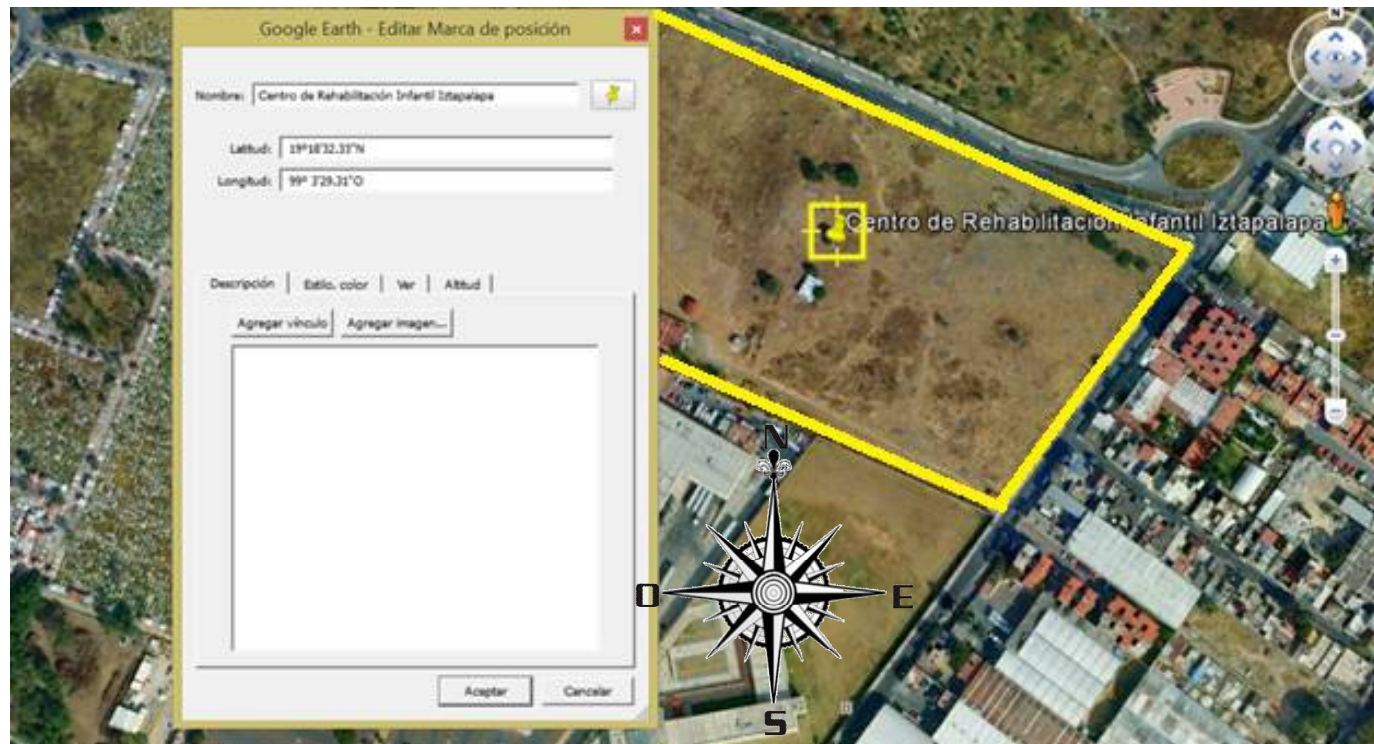 Google Earth - Editar Marca de posición
Nombre: Centro de Rehabilitación Infantil Iztapalapa
Latitud: 19°18'32.33"N
Longitud: 99° 3'29.31"O
Descripción Estilo, color Ver Altitud
Agregar vínculo Agregar imagen...
Aceptar Cancelar
N
Centro de Rehabilitación Infantil Iztapalapa
N
O E
S